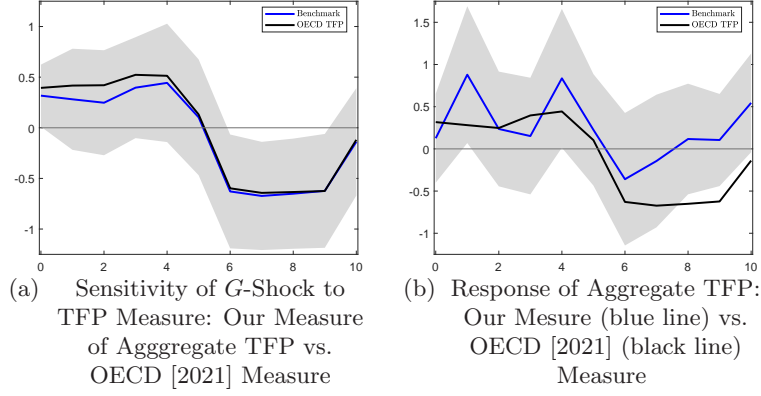 Benchmark
OECD TFP
1
0.5
0
-0.5
-1
0 2 4 6 8 10
Benchmark
OECD TFP
1.5
1
0.5
0
-0.5
-1
0 2 4 6 8 10
(a) Sensitivity of G-Shock to
TFP Measure: Our Measure
of Agggregate TFP vs.
OECD [2021] Measure
(b) Response of Aggregate TFP:
Our Mesure (blue line) vs.
OECD [2021] (black line)
Measure